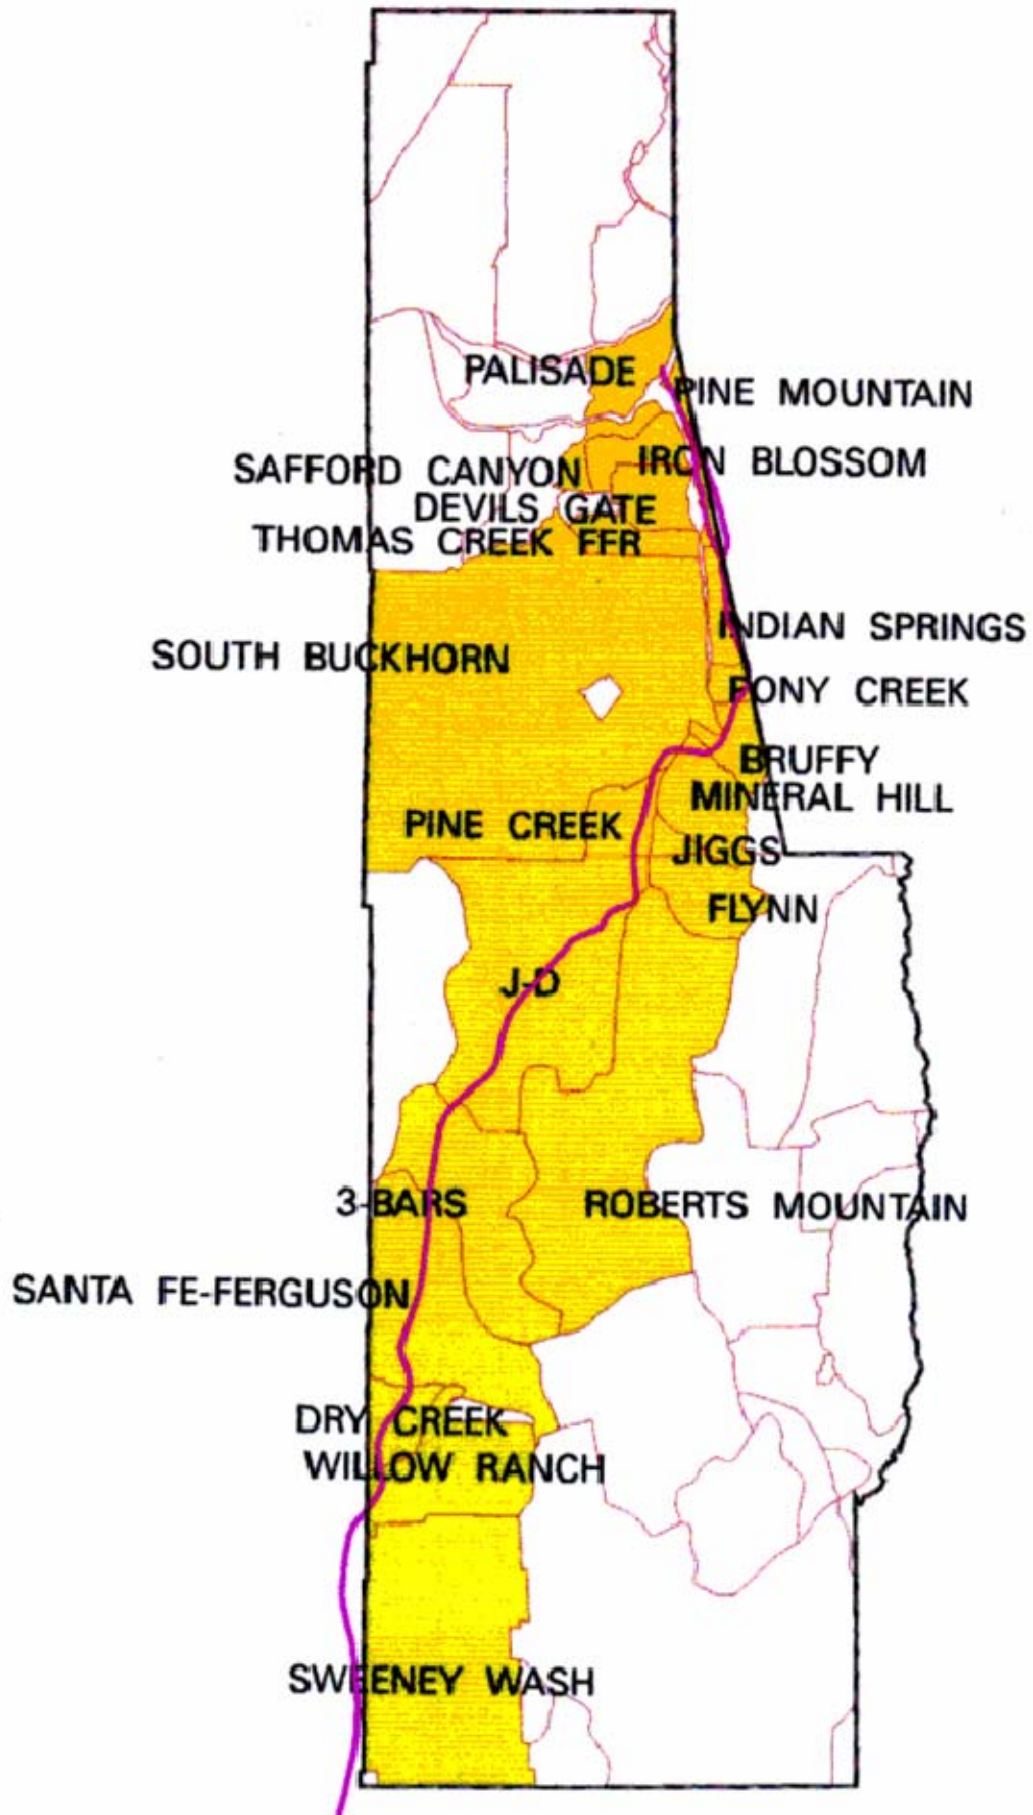 PALISADE
PINE MOUNTAIN
SAFFORD CANYON
IRON BLOSSOM
DEVILS GATE
THOMAS CREEK FFR
INDIAN SPRINGS
SOUTH BUCKHORN
PONY CREEK
BRUFFY
MINERAL HILL
PINE CREEK
JIGGS
FLYNN
J-D
3-BARS
ROBERTS MOUNTAIN
SANTA FE-FERGUSON
DRY CREEK
WILLOW RANCH
SWEENEY WASH